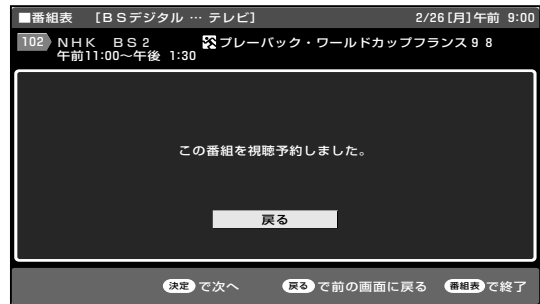 ■番組表 [BSデジタル … テレビ] 2/26[月]午前 9:00
102 NHK BS2 プレーバック・ワールドカップフランス98
午前11:00〜午後 1:30
この番組を視聴予約しました。
戻る
決定 で次へ 戻る で前の画面に戻る 番組表 で終了